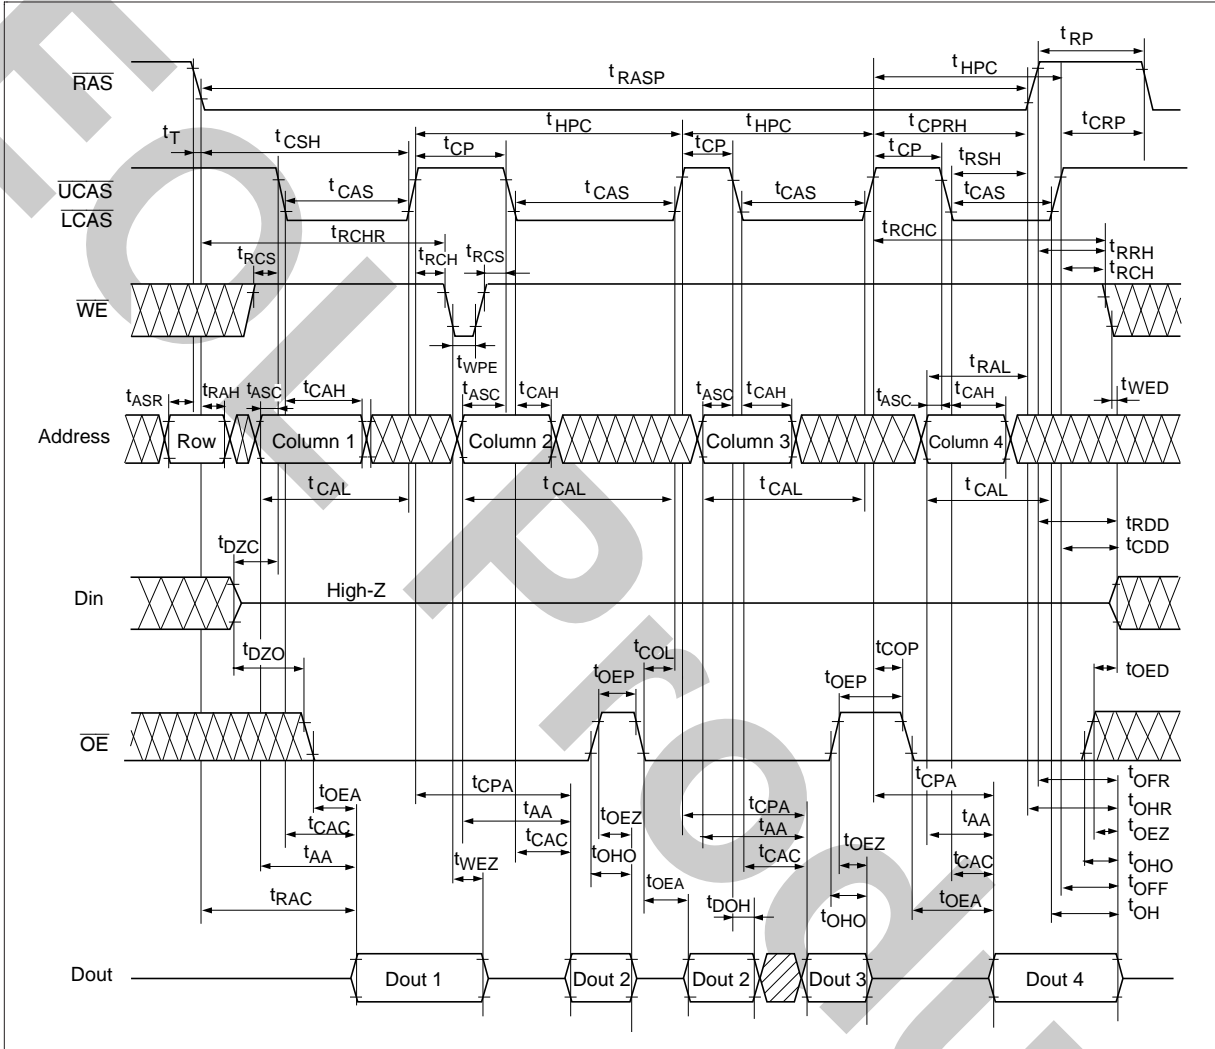 tRP
tHPC
RAS
tRASP
tT
tCSH
tHPC
tHPC
tCPRH
tCRP
tCP
tCP
tCP
tRSH
UCAS
LCAS
tCAS
tCAS
tCAS
tCAS
tRCHR
tRCHC
tRCS
tRCH
tRCS
tRRH
tRCH
WE
tWPE
tRAL
tWED
tASR
tRAH
tASC
tCAH
tASC
tCAH
tASC
tCAH
tASC
tCAH
Address
Row
Column 1
Column 2
Column 3
Column 4
tCAL
tCAL
tCAL
tCAL
tRDD
tCDD
tDZC
Din
High-Z
tDZO
tCOL
tCOP
tOEP
tOEP
tOED
OE
tOEA
tCPA
tCPA
tCPA
tOFR
tCAC
tAA
tOEZ
tAA
tOEZ
tAA
tOHR
tOEZ
tAA
tCAC
tOHO
tWEZ
tCAC
tCAC
tOHO
tRAC
tOEA
tDOH
tOHO
tOEA
tOFF
tOH
Dout
Dout 1
Dout 2
Dout 2
Dout 3
Dout 4
EOL Prod